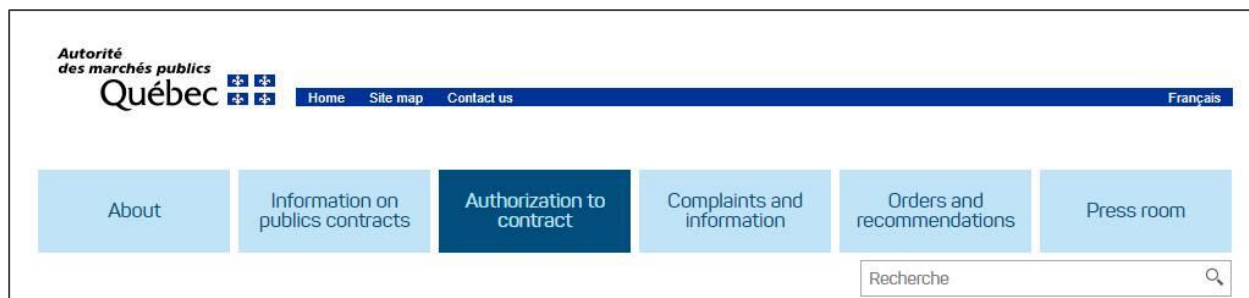 Autorité
des marchés publics
Québec
Home Site map Contact us Français
About
Information on
publics contracts
Authorization to
contract
Complaints and
information
Orders and
recommendations
Press room
Recherche